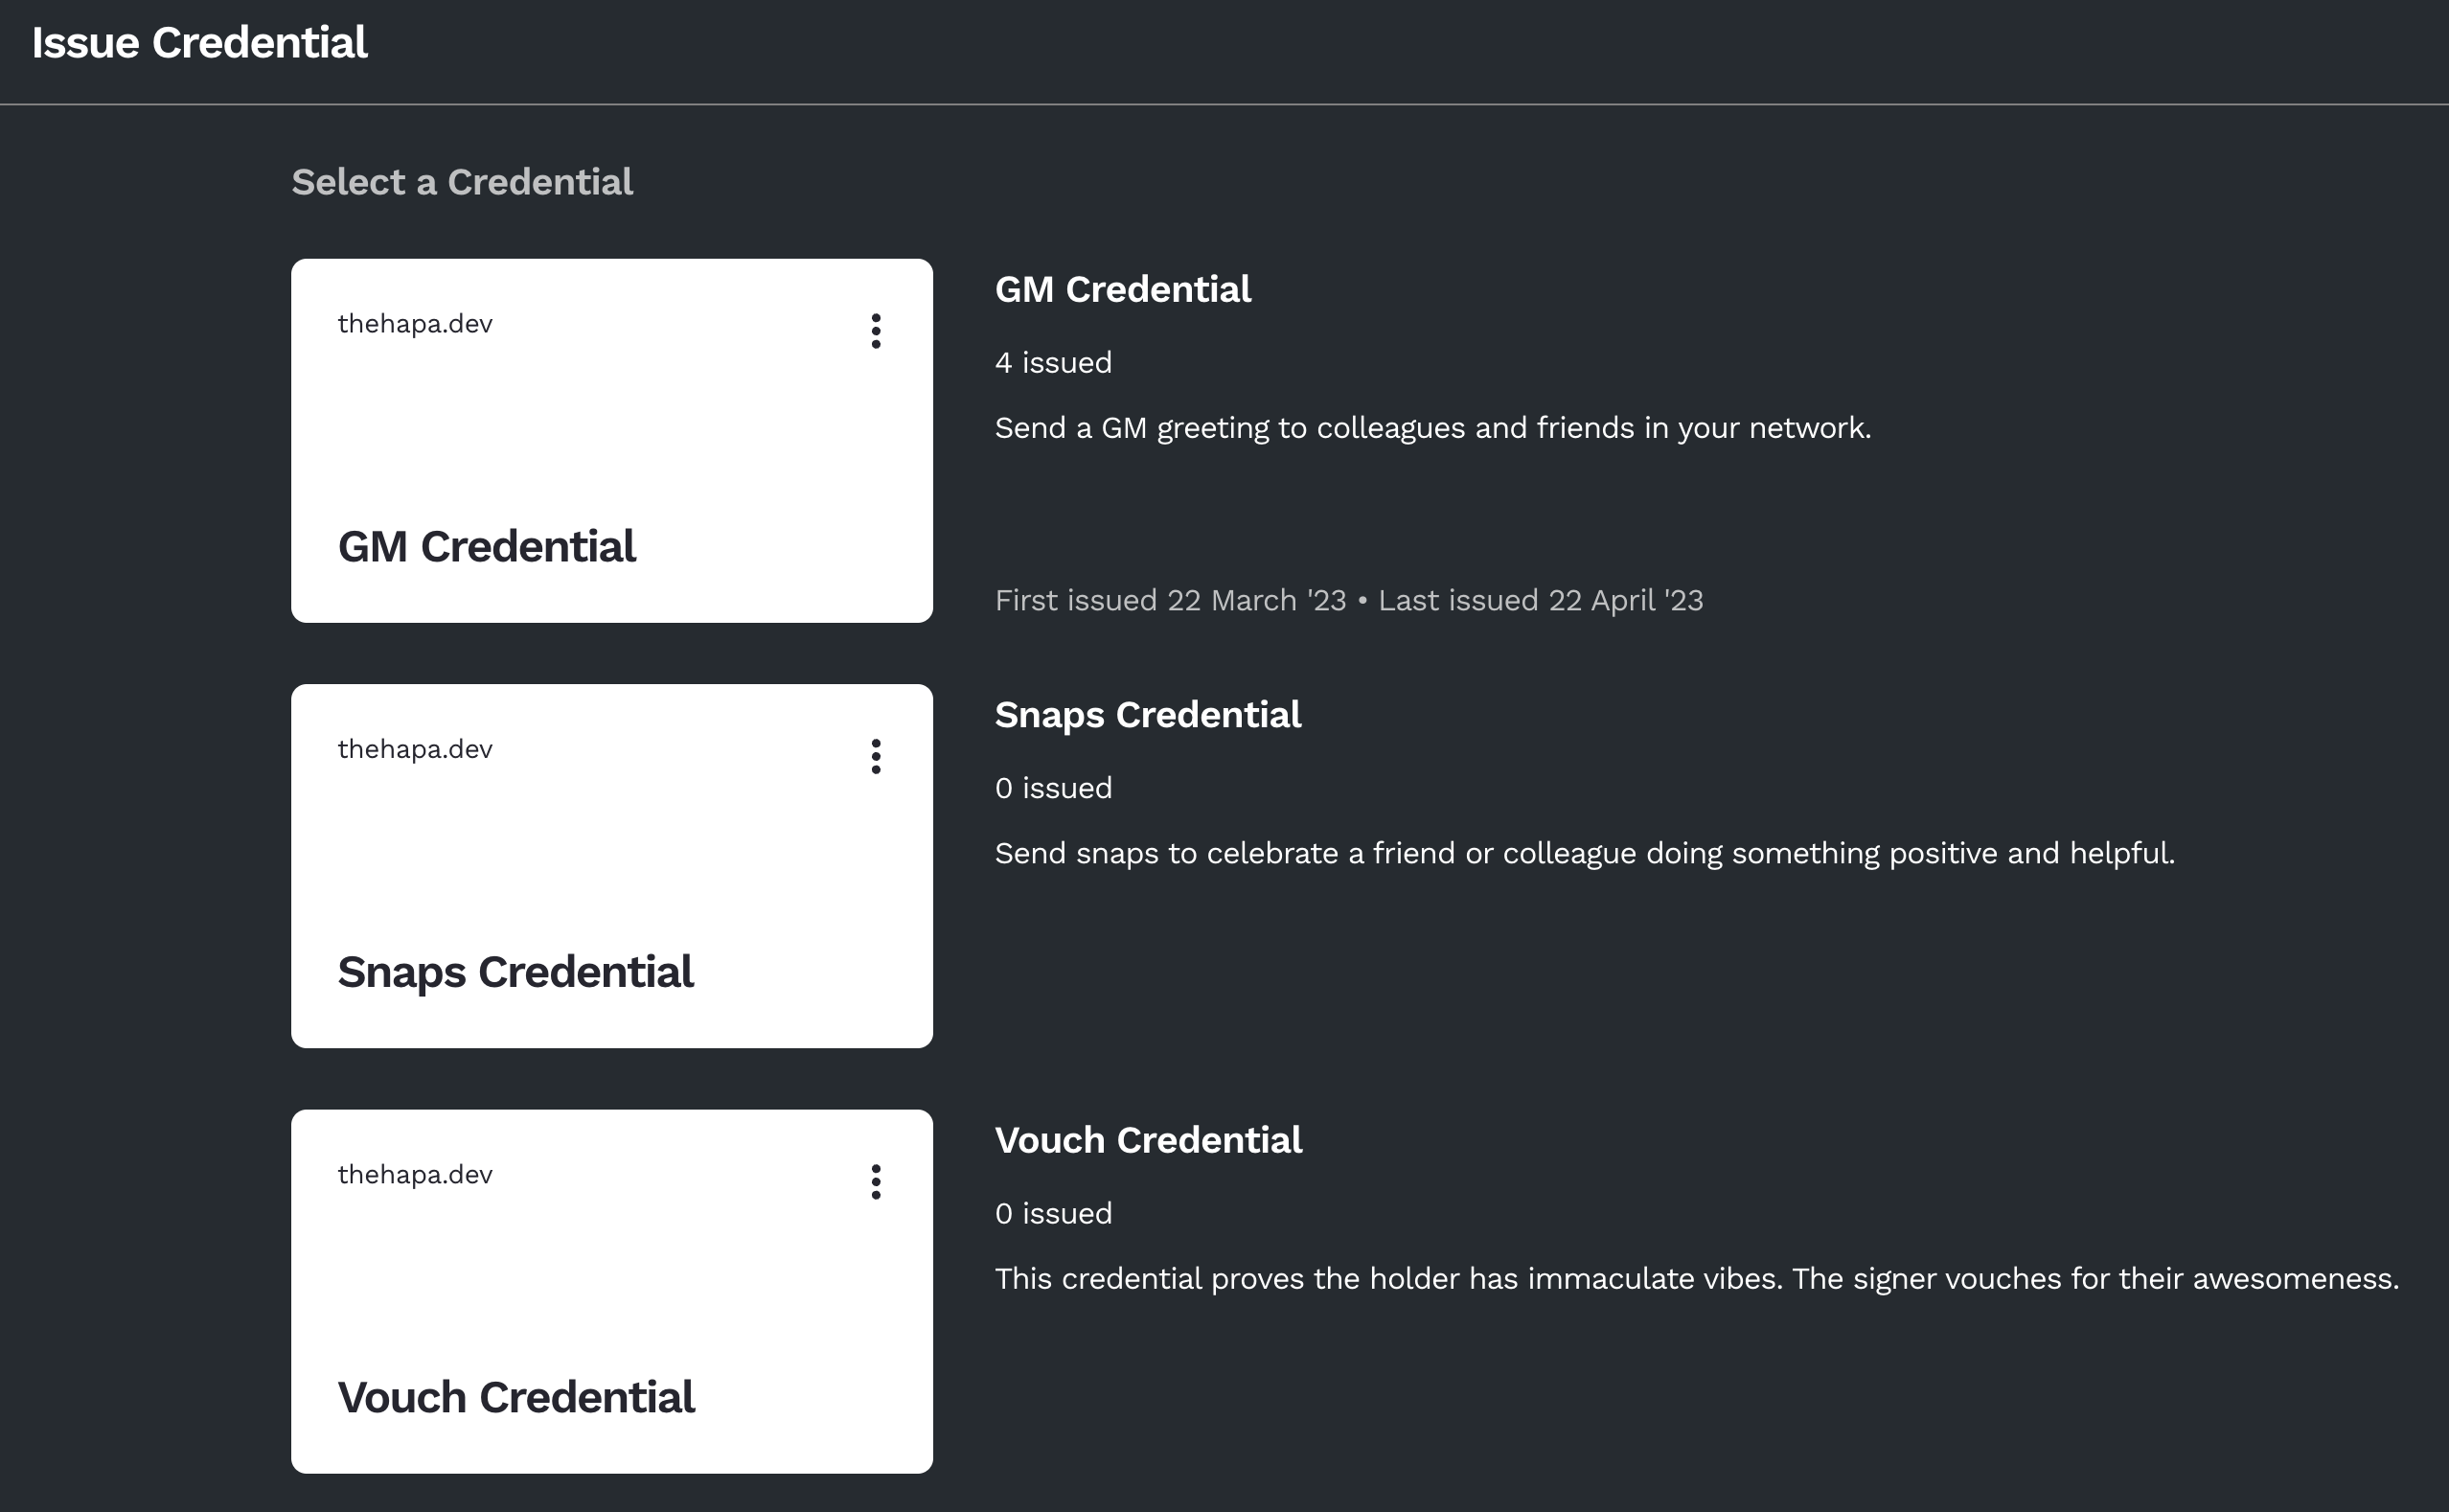 Issue Credential
Select a Credential
thehapa.dev
GM Credential
GM Credential
4 issued
Send a GM greeting to colleagues and friends in your network.
First issued 22 March '23 • Last issued 22 April '23
thehapa.dev
Snaps Credential
Snaps Credential
0 issued
Send snaps to celebrate a friend or colleague doing something positive and helpful.
thehapa.dev
Vouch Credential
Vouch Credential
0 issued
This credential proves the holder has immaculate vibes. The signer vouches for their awesomeness.